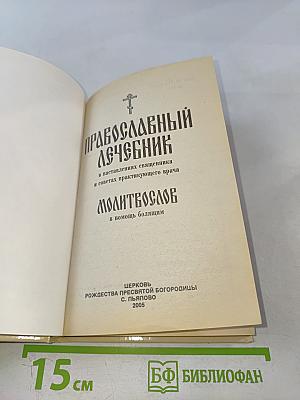 ПРАВОСЛАВНЫЙ
ЛЕЧЕБНИК
в наставлениях священника
и советах практикующего врача
МОЛИТВОСЛОВ
в помощь болящим
ЦЕРКОВЬ
РОЖДЕСТВА ПРЕСВЯТОЙ БОГОРОДИЦЫ
С. ЛЬЯЛОВО
2005
15 см
БФ БИБЛИОФАН